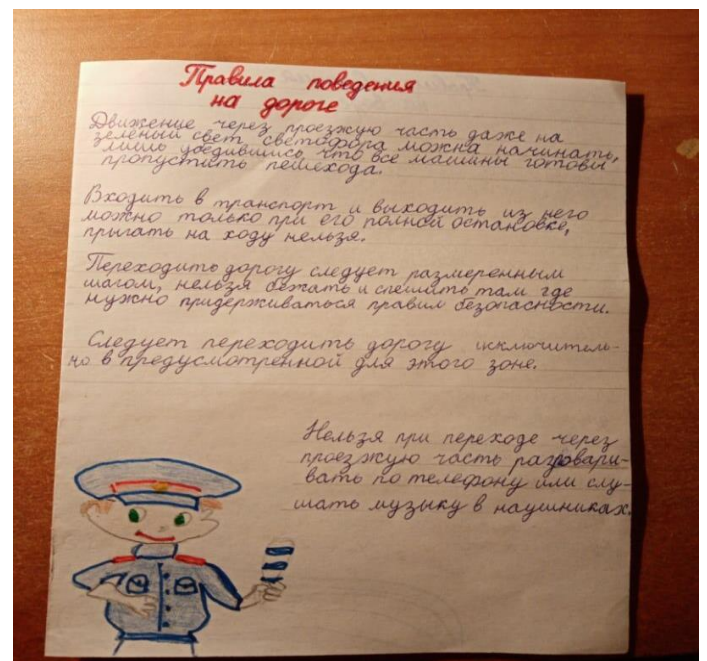 Правила поведения
на дороге
Движение через проезжую часть даже на
зелёный свет светофора можна начинать,
лишь убедившись что все машины готовы
пропустить пешехода.
Входить в транспорт и выходить из него
можно только при его полной остановке,
прыгать на ходу нельзя.
Переходить дорогу следует размеренным
шагом, нельзя бежать и спешить там где
нужно придерживаться правил безопасности.
Следует переходить дорогу исключитель-
но в предусмотренной для этого зоне.
Нельзя при переходе через
проезжую часть разговари-
вать по телефону или слу-
шать музыку в наушниках.